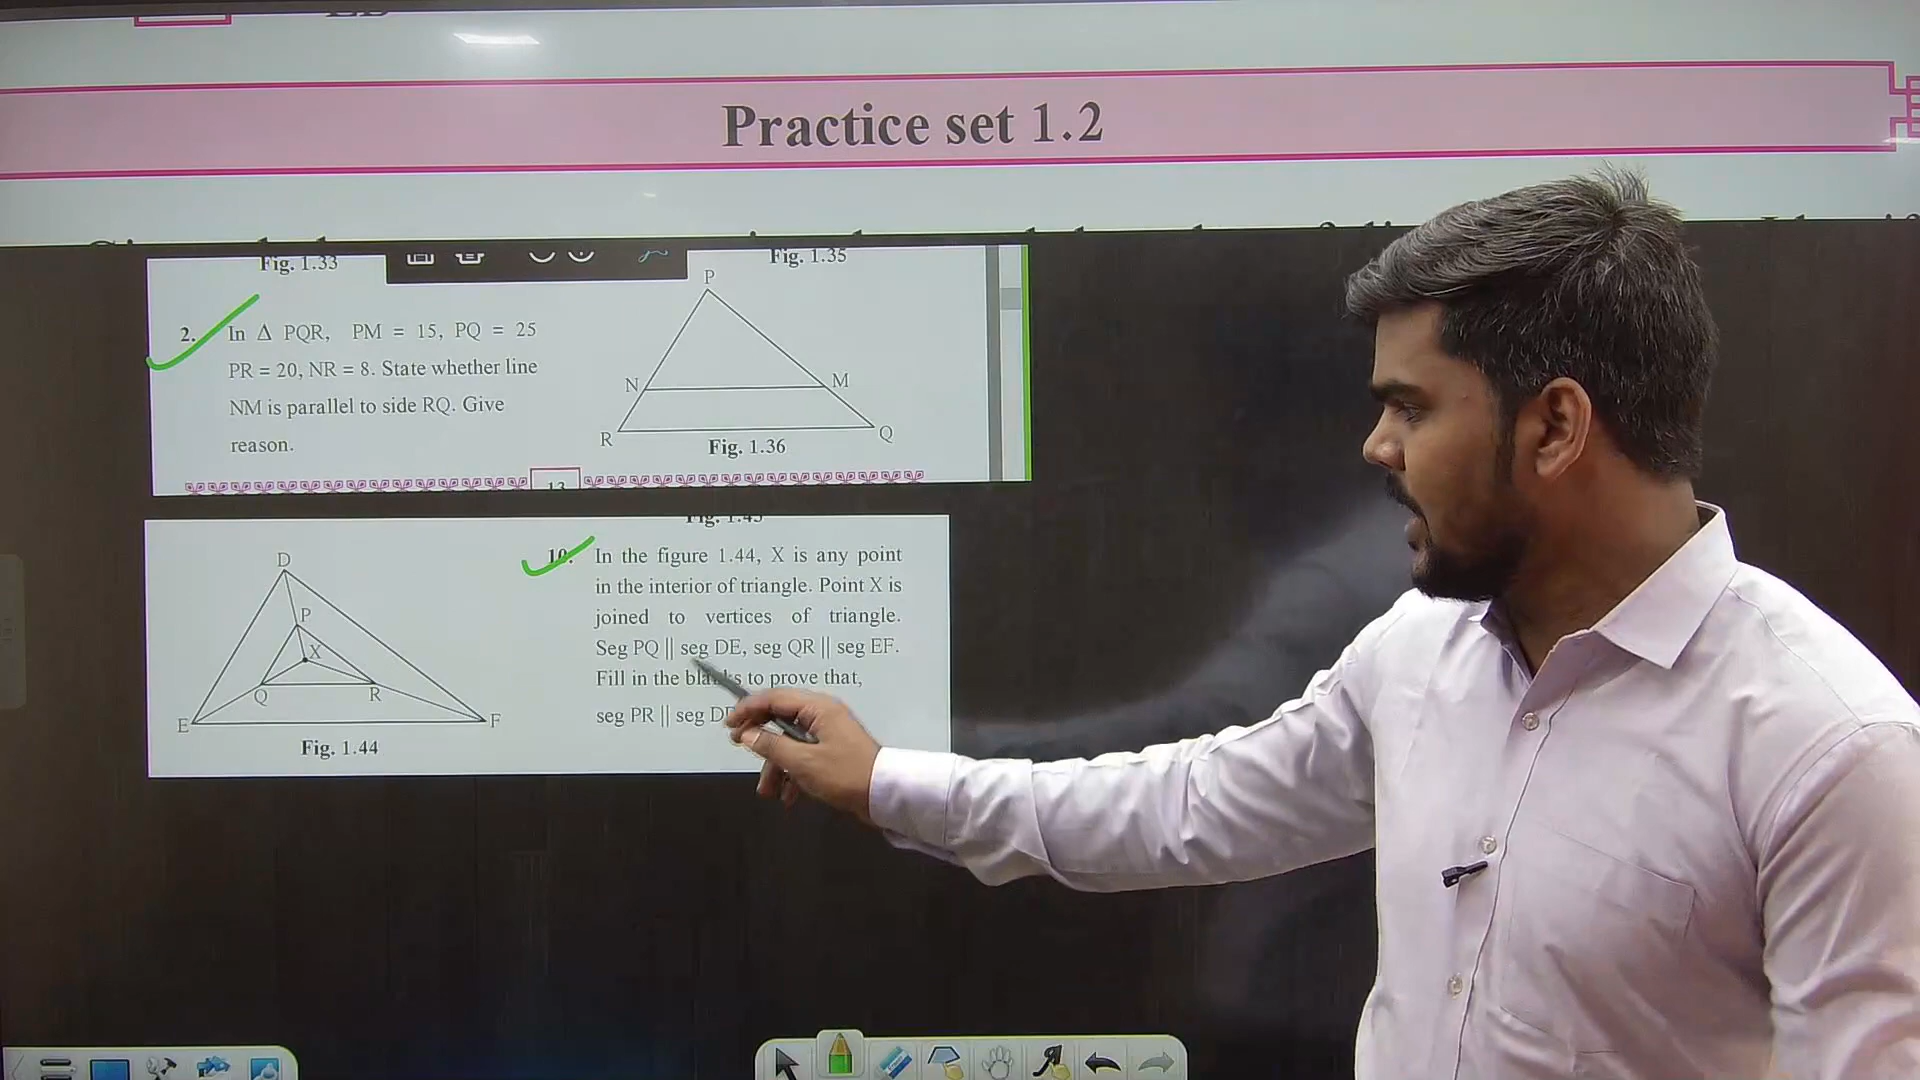 Practice set 1.2
Fig. 1.33
Fig. 1.35
2. In Δ PQR, PM = 15, PQ = 25
PR = 20, NR = 8. State whether line
NM is parallel to side RQ. Give
reason.
P
N
M
R
Q
Fig. 1.36
13
D
P
X
Q
R
E
F
Fig. 1.44
10. In the figure 1.44, X is any point
in the interior of triangle. Point X is
joined to vertices of triangle.
Seg PQ || seg DE, seg QR || seg EF.
Fill in the blanks to prove that,
seg PR || seg